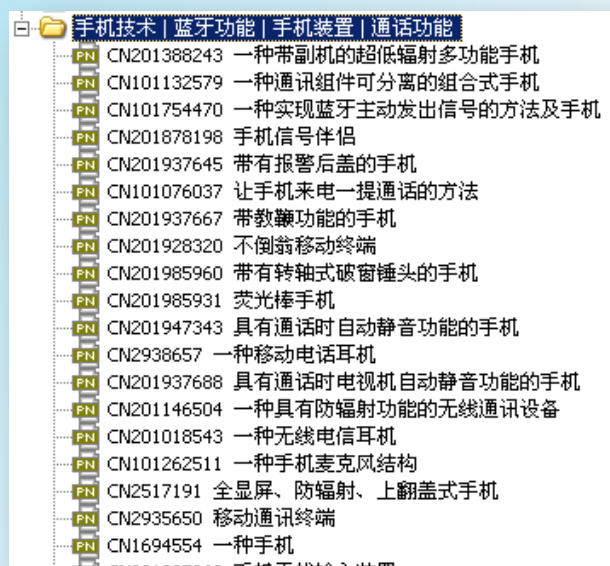 手机技术 | 蓝牙功能 | 手机装置 | 通话功能
PN CN201388243 一种带副机的超低辐射多功能手机
PN CN101132579 一种通讯组件可分离的组合式手机
PN CN101754470 一种实现蓝牙主动发出信号的方法及手机
PN CN201878198 手机信号伴侣
PN CN201937645 带有报警后盖的手机
PN CN101076037 让手机来电一提通话的方法
PN CN201937667 带教鞭功能的手机
PN CN201928320 不倒翁移动终端
PN CN201985960 带有转轴式破窗锤头的手机
PN CN201985931 荧光棒手机
PN CN201947343 具有通话时自动静音功能的手机
PN CN2938657 一种移动电话耳机
PN CN201937688 具有通话时电视机自动静音功能的手机
PN CN201146504 一种具有防辐射功能的无线通讯设备
PN CN201018543 一种无线电信耳机
PN CN101262511 一种手机麦克风结构
PN CN2517191 全显屏、防辐射、上翻盖式手机
PN CN2935650 移动通讯终端
PN CN1694554 一种手机